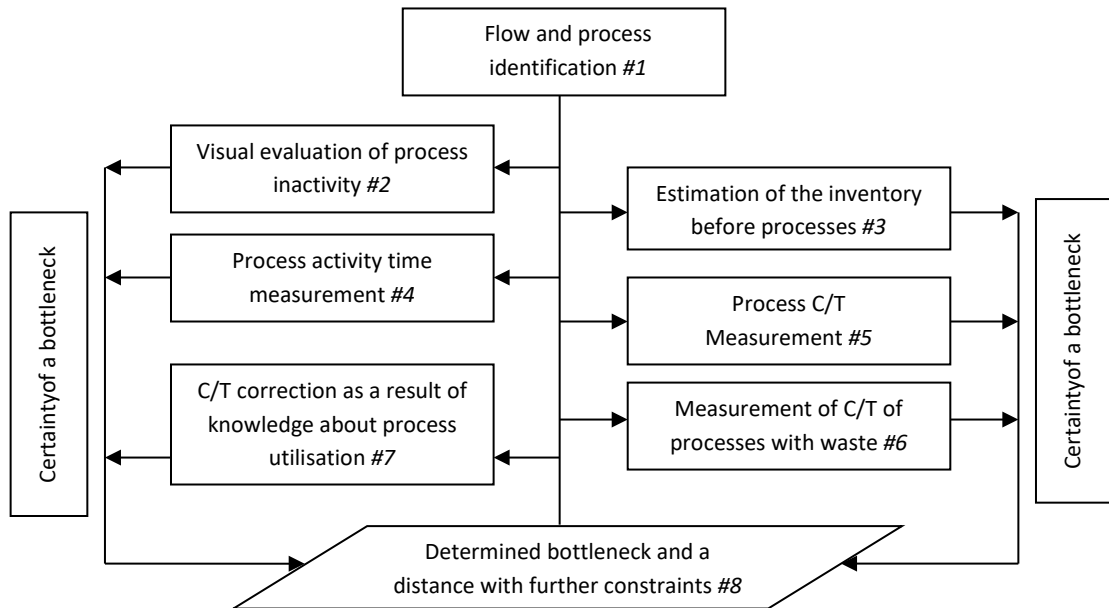 Flow and process
identification #1
Visual evaluation of process
inactivity #2
Estimation of the inventory
before processes #3
Process activity time
measurement #4
Process C/T
Measurement #5
C/T correction as a result of
knowledge about process
utilisation #7
Measurement of C/T of
processes with waste #6
Certaintyof a bottleneck
Certaintyof a bottleneck
Determined bottleneck and a
distance with further constraints #8